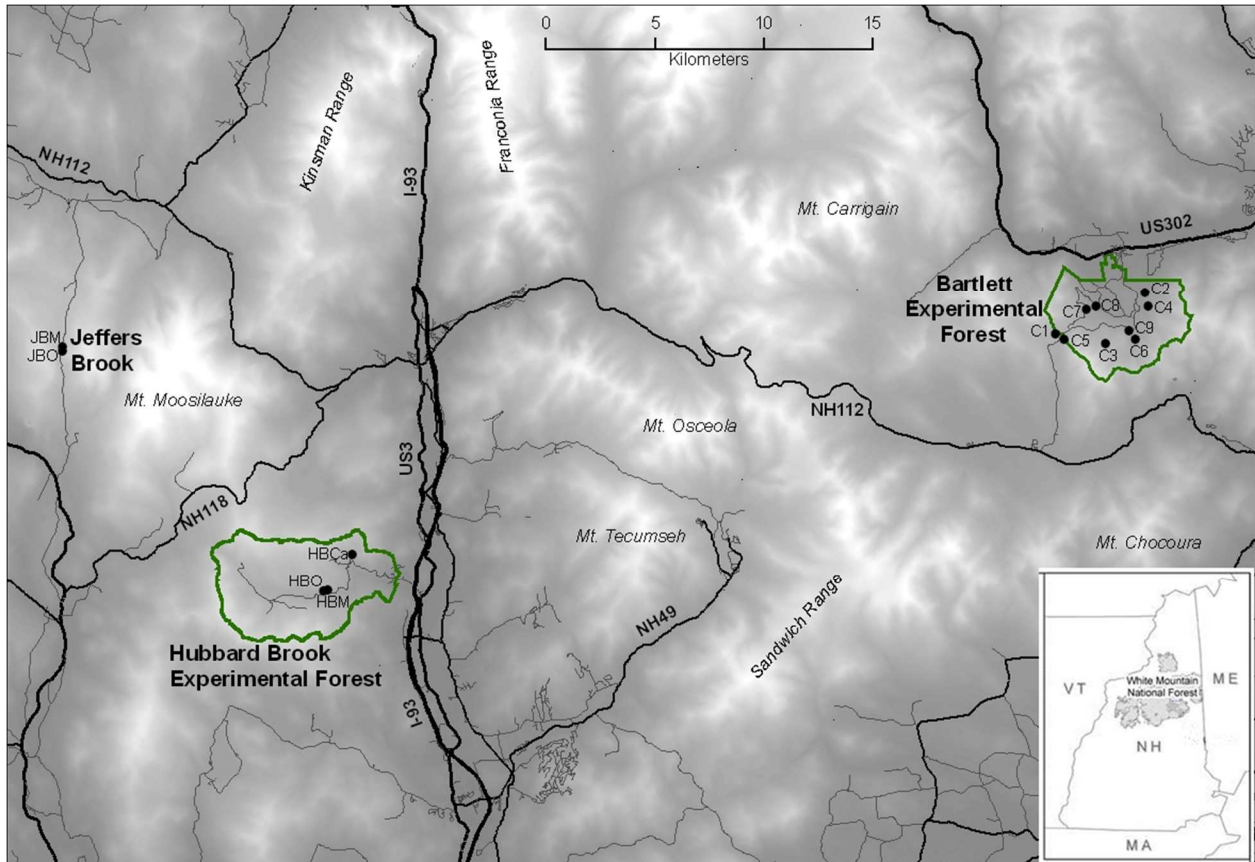 0 5 10 15
Kilometers
Kinsman Range
Franconia Range
NH112
I-93
Mt. Carrigain
US302
Bartlett
Experimental
Forest
C2
C8
C4
C7
C9
C1
C5
C3
C6
JBM
JBO
Jeffers
Brook
Mt. Moosilauke
NH112
Mt. Osceola
US3
NH118
Mt. Tecumseh
Mt. Chocoura
HBCa
HBO
HBM
Sandwich Range
NH49
Hubbard Brook
Experimental Forest
I-93
VT
ME
White Mountain
National Forest
NH
MA